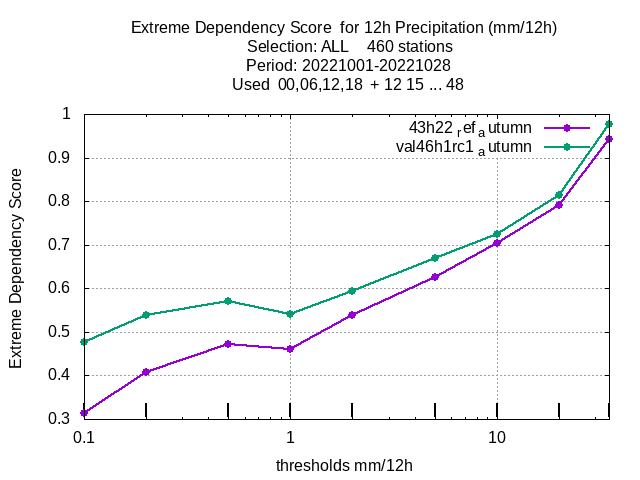 Extreme Dependency Score for 12h Precipitation (mm/12h)
Selection: ALL 460 stations
Period: 20221001-20221028
Used 00,06,12,18 + 12 15 ... 48
43h22 ref a utumn
val46h1rc1 a utumn
1
0.9
0.8
0.7
0.6
0.5
0.4
0.3
0.1 1 10
Extreme Dependency Score
thresholds mm/12h